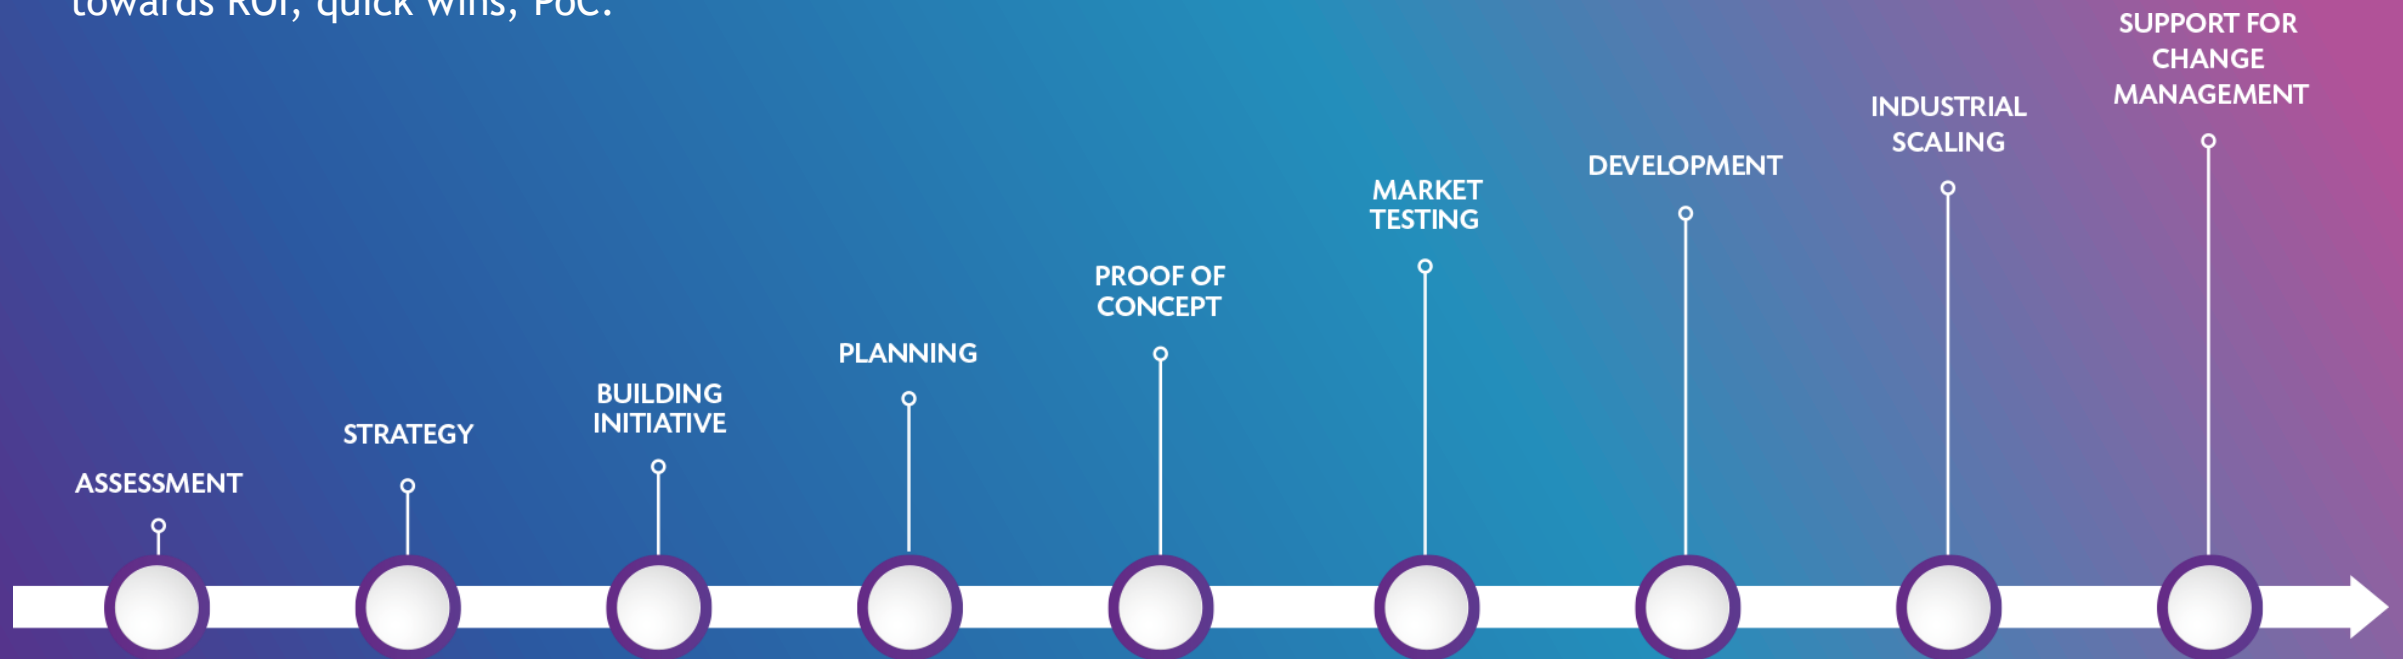 towards ROI, quick wins, PoC.
ASSESSMENT
STRATEGY
BUILDING
INITIATIVE
PLANNING
PROOF OF
CONCEPT
MARKET
TESTING
DEVELOPMENT
INDUSTRIAL
SCALING
SUPPORT FOR
CHANGE
MANAGEMENT